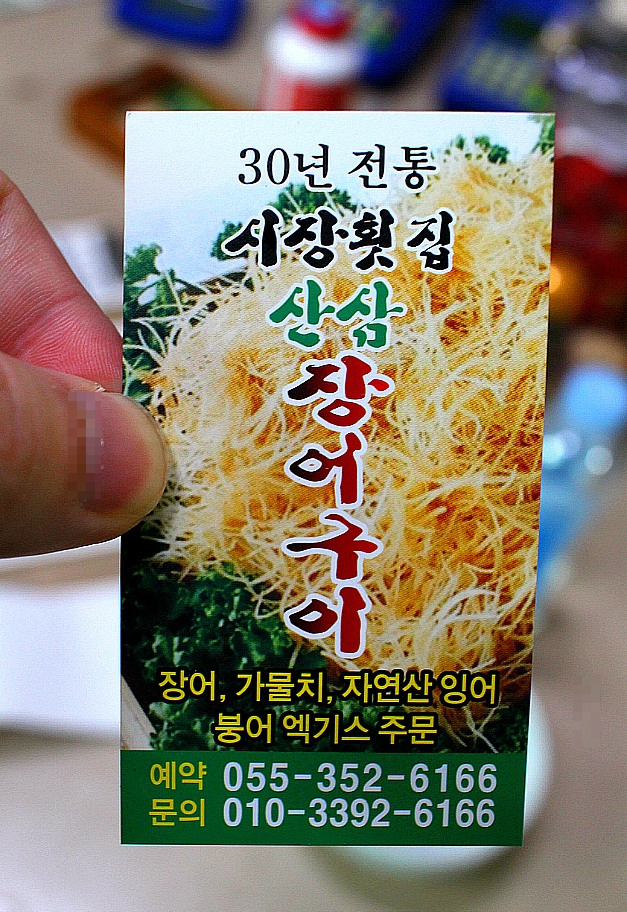 30년 전통
시장횟집
산삼
장어구이
장어, 가물치, 자연산 잉어
붕어 엑기스 주문
예약 055-352-6166
문의 010-3392-6166